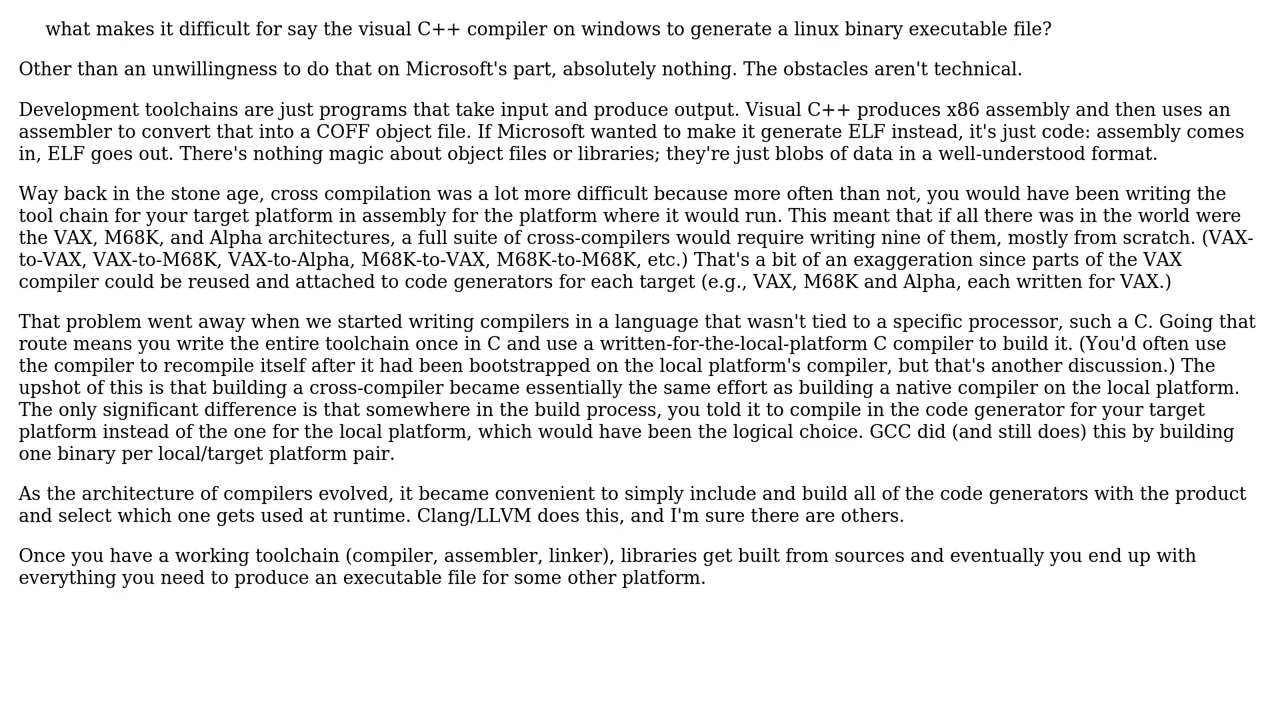 what makes it difficult for say the visual C++ compiler on windows to generate a linux binary executable file?
Other than an unwillingness to do that on Microsoft's part, absolutely nothing. The obstacles aren't technical.
Development toolchains are just programs that take input and produce output. Visual C++ produces x86 assembly and then uses an
assembler to convert that into a COFF object file. If Microsoft wanted to make it generate ELF instead, it's just code: assembly comes
in, ELF goes out. There's nothing magic about object files or libraries; they're just blobs of data in a well-understood format.
Way back in the stone age, cross compilation was a lot more difficult because more often than not, you would have been writing the
tool chain for your target platform in assembly for the platform where it would run. This meant that if all there was in the world were
the VAX, M68K, and Alpha architectures, a full suite of cross-compilers would require writing nine of them, mostly from scratch. (VAX-
to-VAX, VAX-to-M68K, VAX-to-Alpha, M68K-to-VAX, M68K-to-M68K, etc.) That's a bit of an exaggeration since parts of the VAX
compiler could be reused and attached to code generators for each target (e.g., VAX, M68K and Alpha, each written for VAX.)
That problem went away when we started writing compilers in a language that wasn't tied to a specific processor, such a C. Going that
route means you write the entire toolchain once in C and use a written-for-the-local-platform C compiler to build it. (You'd often use
the compiler to recompile itself after it had been bootstrapped on the local platform's compiler, but that's another discussion.) The
upshot of this is that building a cross-compiler became essentially the same effort as building a native compiler on the local platform.
The only significant difference is that somewhere in the build process, you told it to compile in the code generator for your target
platform instead of the one for the local platform, which would have been the logical choice. GCC did (and still does) this by building
one binary per local/target platform pair.
As the architecture of compilers evolved, it became convenient to simply include and build all of the code generators with the product
and select which one gets used at runtime. Clang/LLVM does this, and I'm sure there are others.
Once you have a working toolchain (compiler, assembler, linker), libraries get built from sources and eventually you end up with
everything you need to produce an executable file for some other platform.